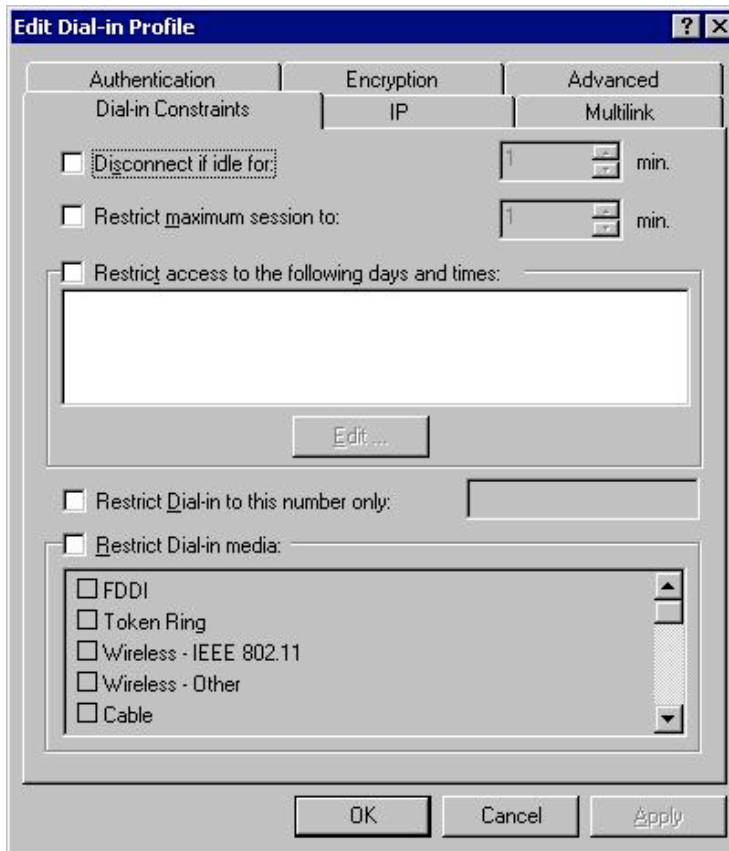 Edit Dial-in Profile
Authentication Encryption Advanced
Dial-in Constraints IP Multilink
Disconnect if idle for: 1 min.
Restrict maximum session to: 1 min.
Restrict access to the following days and times:
Edit ...
Restrict Dial-in to this number only:
Restrict Dial-in media:
FDDI
Token Ring
Wireless - IEEE 802.11
Wireless - Other
Cable
OK Cancel Apply